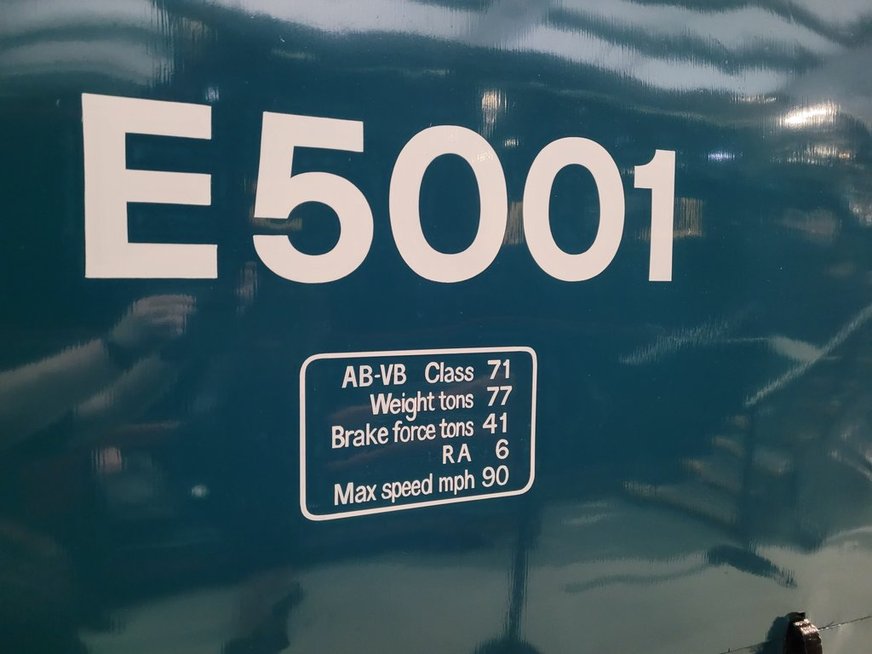 E5001
AB-VB Class 71
Weight tons 77
Brake force tons 41
RA 6
Max speed mph 90